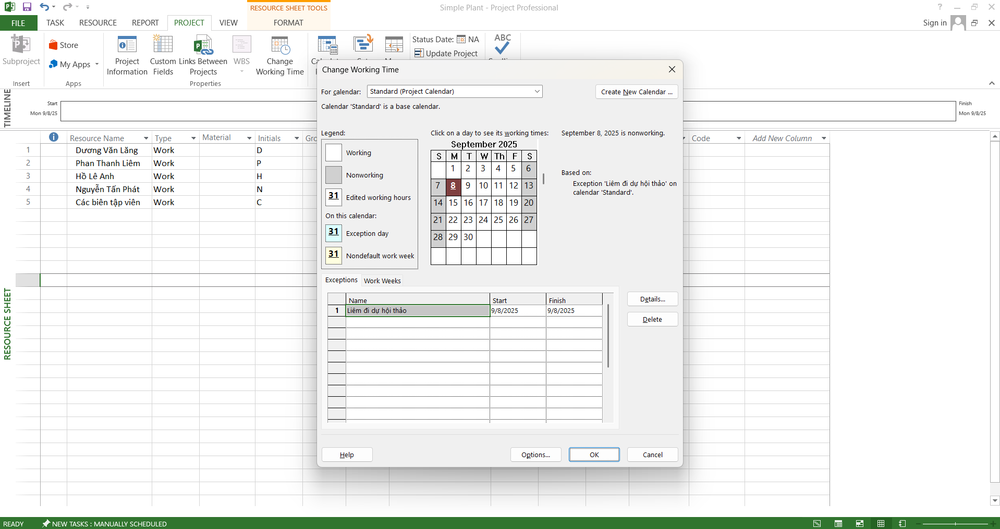 RESOURCE SHEET TOOLS
Simple Plant - Project Professional
?
FILE
TASK
RESOURCE
REPORT
PROJECT
VIEW
FORMAT
Sign in
Subproject
Store
My Apps
Project
Information
Custom
Fields
Links Between
Projects
WBS
Change
Working Time
Status Date:
NA
Update Project
ABC
Insert
Apps
Properties
TIMELINE
Start
Mon 9/8/25
Finish
Mon 9/8/25
RESOURCE SHEET
Resource Name
Type
Material
Initials
Code
Add New Column
1 Dương Văn Lăng Work D
2 Phan Thanh Liêm Work P
3 Hồ Lê Anh Work H
4 Nguyễn Tấn Phát Work N
5 Các biên tập viên Work C
Change Working Time
For calendar:
Standard (Project Calendar)
Create New Calendar ...
Calendar 'Standard' is a base calendar.
Legend:
Working
Nonworking
31 Edited working hours
On this calendar:
31 Exception day
31 Nondefault work week
Click on a day to see its working times:
September 2025
S M T W Th F S
1 2 3 4 5 6
7 8 9 10 11 12 13
14 15 16 17 18 19 20
21 22 23 24 25 26 27
28 29 30
September 8, 2025 is nonworking.
Based on:
Exception 'Liêm đi dự hội thảo' on
calendar 'Standard'.
Exceptions
Work Weeks
Name Start Finish
1 Liêm đi dự hội thảo 9/8/2025 9/8/2025
Details...
Delete
Help
Options...
OK
Cancel
READY
NEW TASKS : MANUALLY SCHEDULED